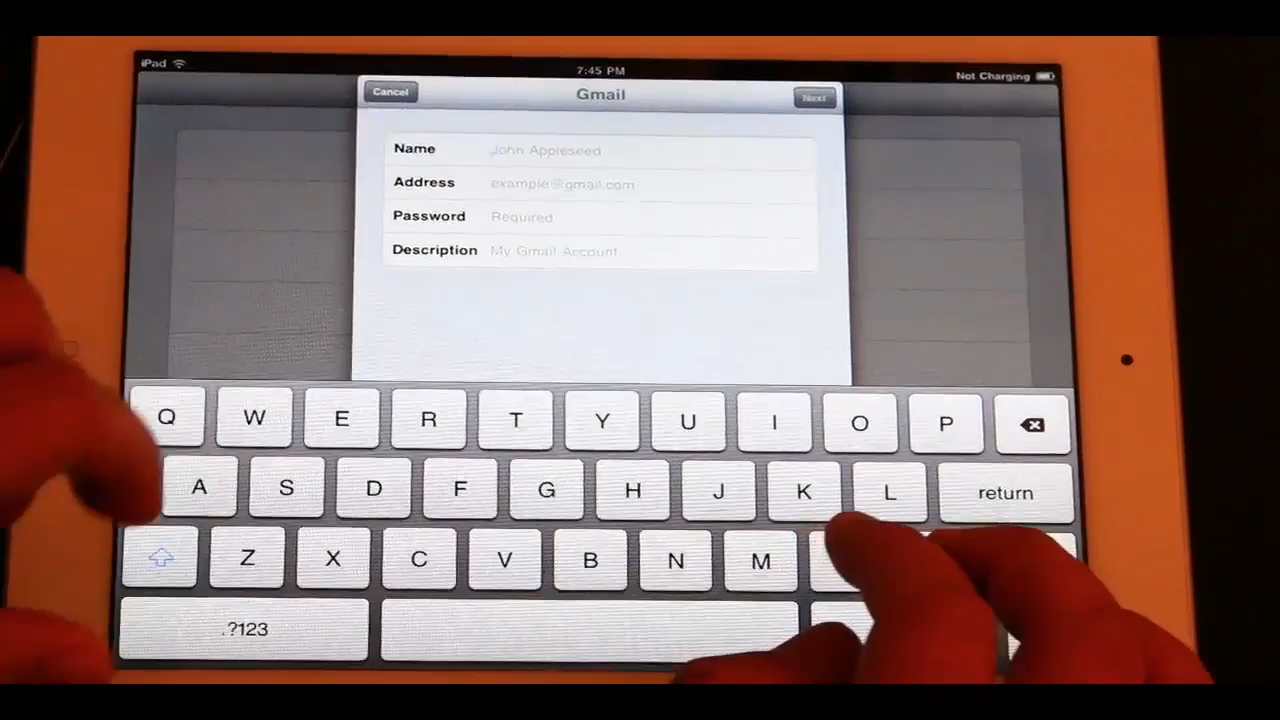 iPad 7:45 PM Not Charging
Cancel Gmail Next
Name John Appleseed
Address example@gmail.com
Password Required
Description My Gmail Account
Q W E R T Y U I O P
A S D F G H J K L return
Z X C V B N M
.?123